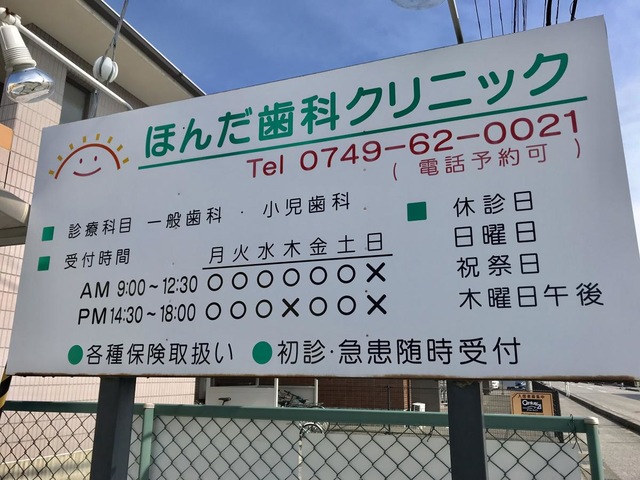 ほんだ歯科クリニック
Tel 0749-62-0021
(電話予約可)
診療科目 一般歯科・小児歯科
受付時間
月火水木金土日
AM 9:00〜12:30 ○○○○○○×
PM 14:30〜18:00 ○○○×○○×
休診日
日曜日
祝祭日
木曜日午後
●各種保険取扱い ●初診・急患随時受付